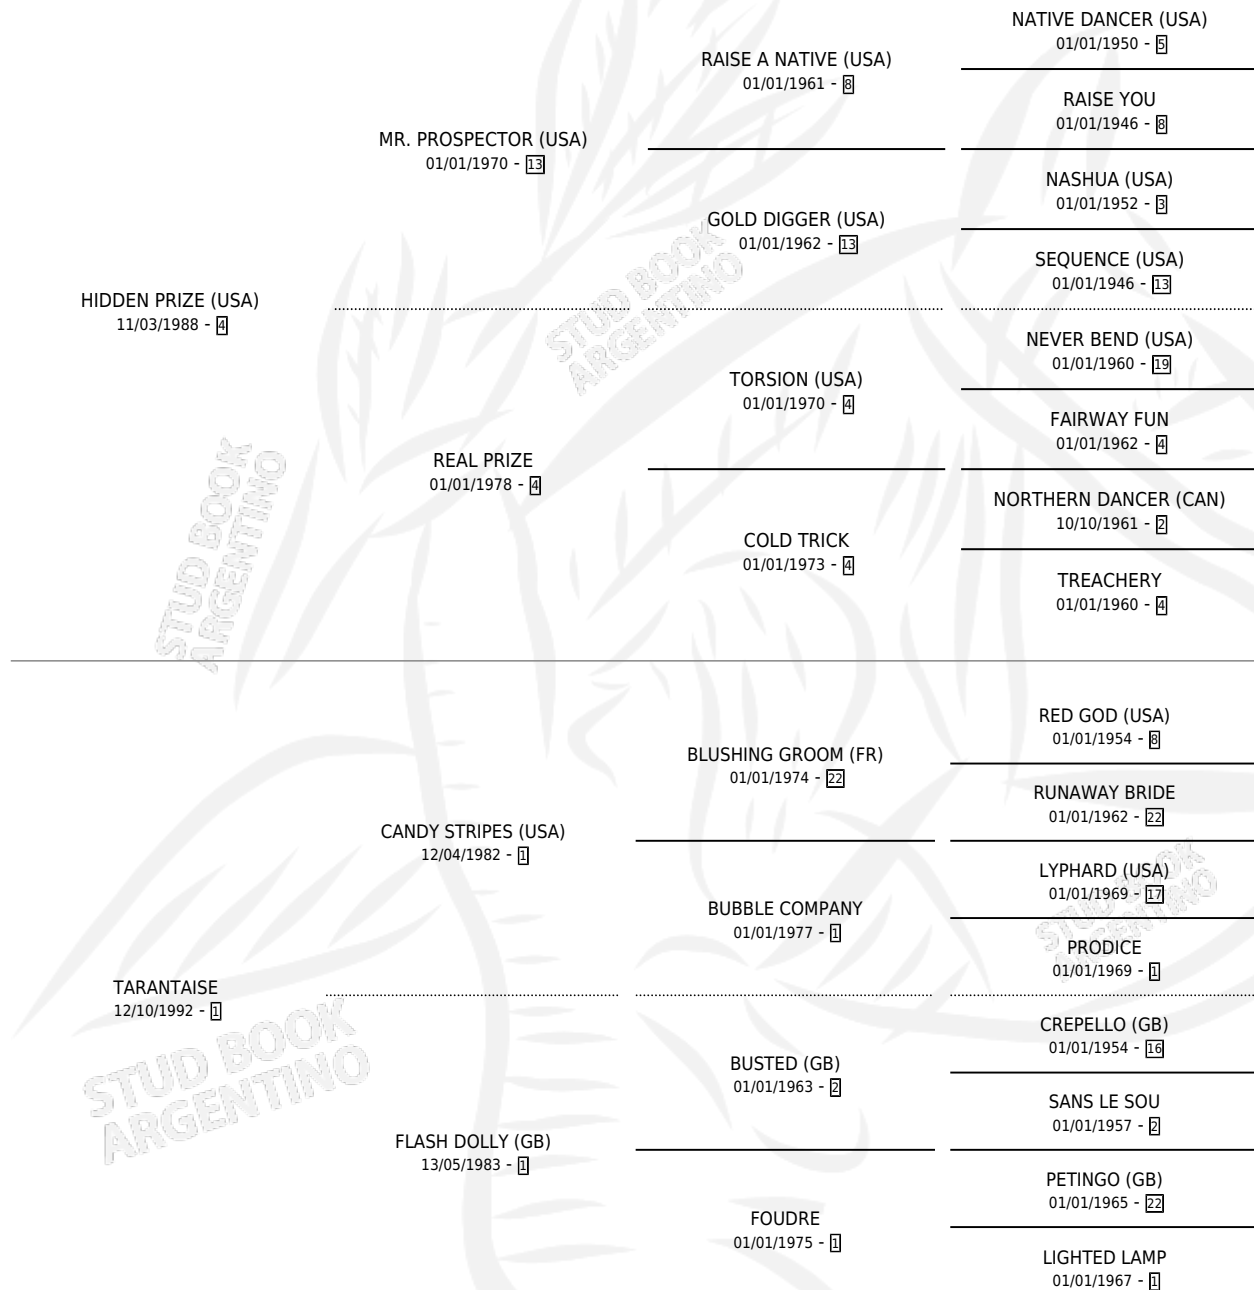 NATIVE DANCER (USA)
01/01/1950 - 5
RAISE A NATIVE (USA)
01/01/1961 - 8
RAISE YOU
01/01/1946 - 8
MR. PROSPECTOR (USA)
01/01/1970 - 13
NASHUA (USA)
01/01/1952 - 3
GOLD DIGGER (USA)
01/01/1962 - 13
SEQUENCE (USA)
01/01/1946 - 13
HIDDEN PRIZE (USA)
11/03/1988 - 4
NEVER BEND (USA)
01/01/1960 - 19
TORSION (USA)
01/01/1970 - 4
FAIRWAY FUN
01/01/1962 - 4
REAL PRIZE
01/01/1978 - 4
NORTHERN DANCER (CAN)
10/10/1961 - 2
COLD TRICK
01/01/1973 - 4
TREACHERY
01/01/1960 - 4
RED GOD (USA)
01/01/1954 - 8
BLUSHING GROOM (FR)
01/01/1974 - 22
RUNAWAY BRIDE
01/01/1962 - 22
CANDY STRIPES (USA)
12/04/1982 - 1
LYPHARD (USA)
01/01/1969 - 17
BUBBLE COMPANY
01/01/1977 - 1
PRODICE
01/01/1969 - 1
TARANTAISE
12/10/1992 - 1
CREPELLO (GB)
01/01/1954 - 16
BUSTED (GB)
01/01/1963 - 2
SANS LE SOU
01/01/1957 - 2
FLASH DOLLY (GB)
13/05/1983 - 1
PETINGO (GB)
01/01/1965 - 22
FOUDRE
01/01/1975 - 1
LIGHTED LAMP
01/01/1967 - 1
STUD BOOK
ARGENTINO
STUD BOOK
ARGENTINO
STUD BOOK
ARGENTINO
STUD BOOK
ARGENTINO